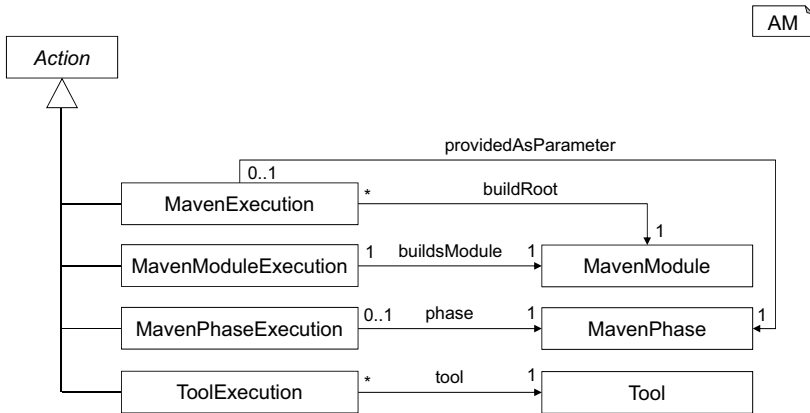 AM
Action
providedAsParameter
0..1
MavenExecution
*
buildRoot
1
MavenModuleExecution
1
buildsModule
1
MavenModule
MavenPhaseExecution
0..1
phase
1
MavenPhase
1
ToolExecution
*
tool
1
Tool